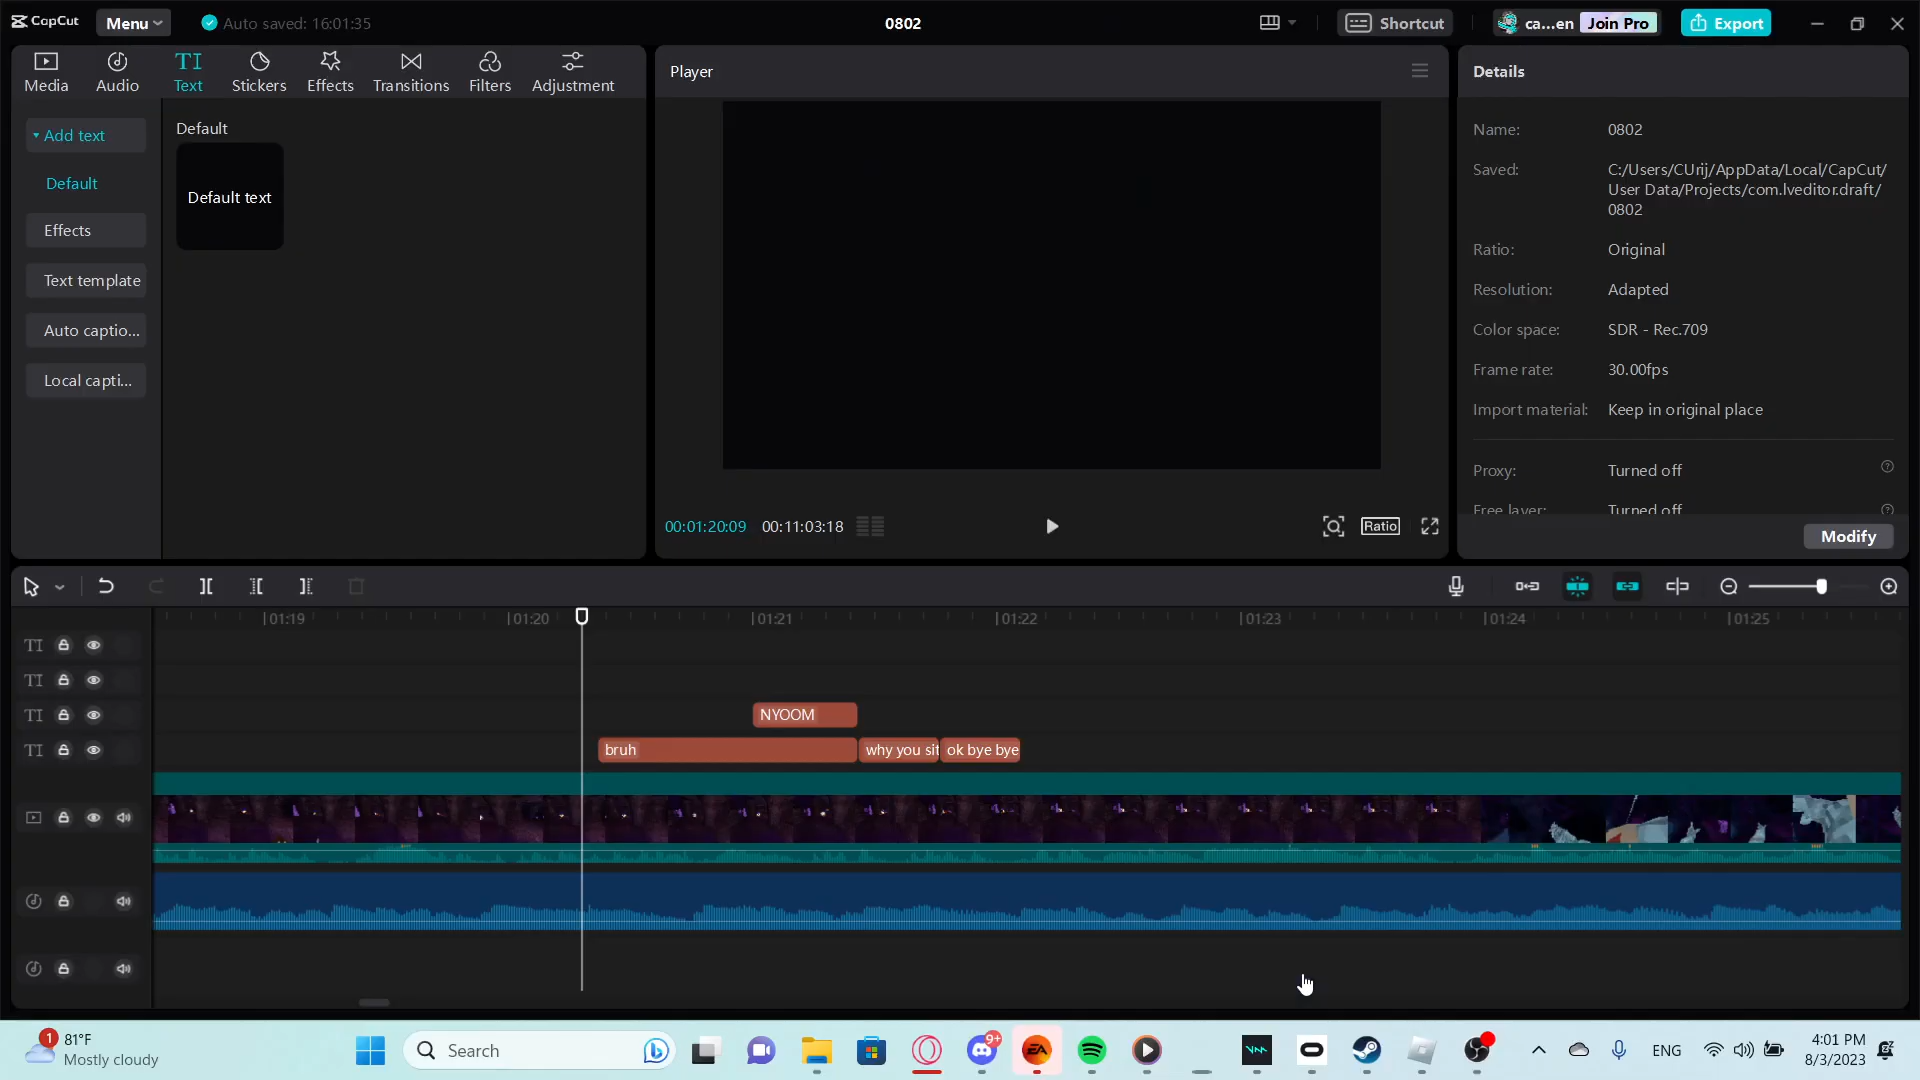 CapCut
Menu
Auto saved: 16:01:35
0802
Shortcut
ca...en
Join Pro
Export
Media
Audio
Text
Stickers
Effects
Transitions
Filters
Adjustment
Add text
Default
Effects
Text template
Auto captio...
Local capti...
Default
Default text
Player
00:01:20:09
00:11:03:18
Ratio
Details
Name: 0802
Saved: C:/Users/CUrij/AppData/Local/CapCut/
User Data/Projects/com.lveditor.draft/
0802
Ratio: Original
Resolution: Adapted
Color space: SDR - Rec.709
Frame rate: 30.00fps
Import material: Keep in original place
Proxy: Turned off
Free layer: Turned off
Modify
01:19
01:20
01:21
01:22
01:23
01:24
01:25
NYOOM
bruh
why you sit
ok bye bye
1
81°F
Mostly cloudy
Search
9+
EA
ENG
4:01 PM
8/3/2023